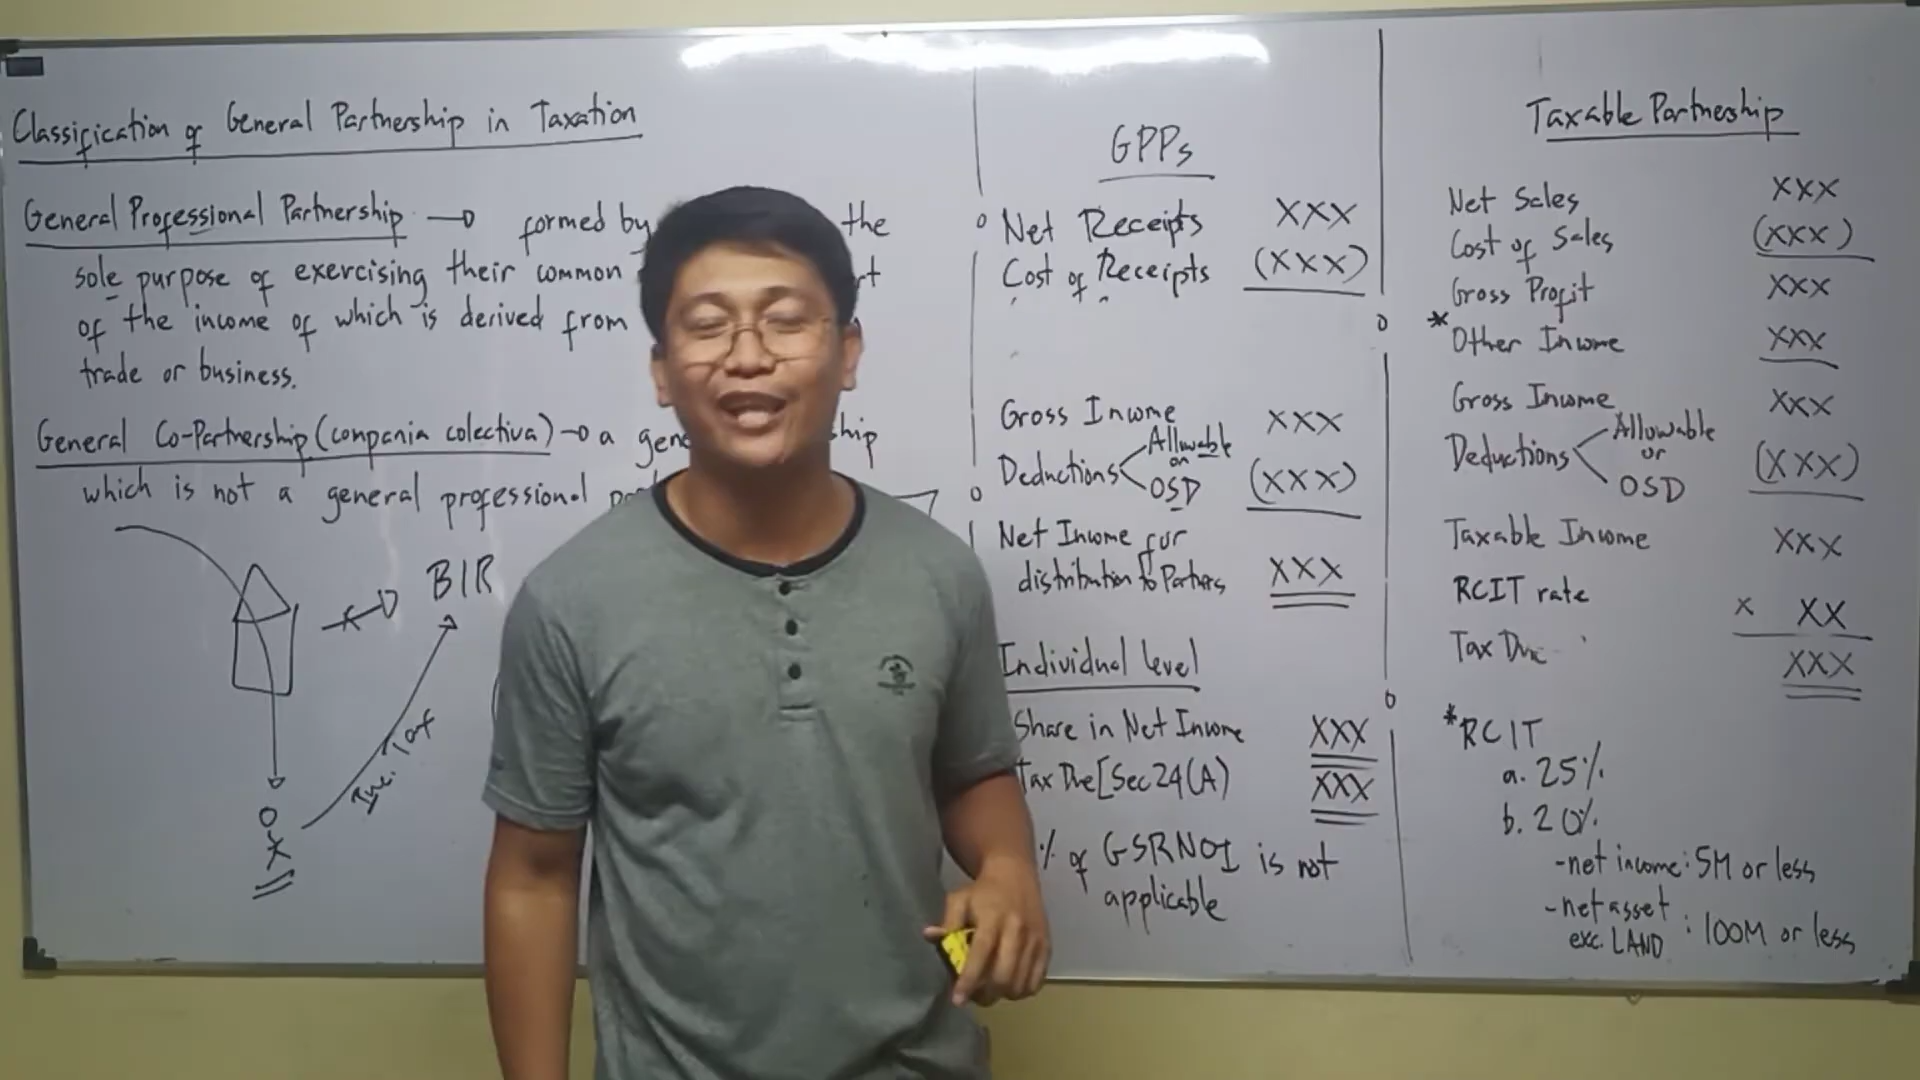 Classification of General Partnership in Taxation
General Professional Partnership → formed by the
sole purpose of exercising their common
of the income of which is derived from
trade or business.
General Co-Partnership (compania colectiva) → a
which is not a general professional
BIR
Inc. Tax
GPPs
Net Receipts XXX
Cost of Receipts (XXX)
Gross Income XXX
Deductions Allowable or OSD (XXX)
Net Income for
distribution to Partners XXX
Individual level
Share in Net Income XXX
Tax Due [Sec 24(A) XXX
% of GSRNOI is not
applicable
Taxable Partnership
Net Sales XXX
Cost of Sales (XXX)
Gross Profit XXX
* Other Income XXX
Gross Income XXX
Deductions Allowable or OSD (XXX)
Taxable Income XXX
RCIT rate x XX
Tax Due XXX
*RCIT
a. 25%
b. 20%
-net income: 5M or less
-net asset
exc. LAND : 100M or less